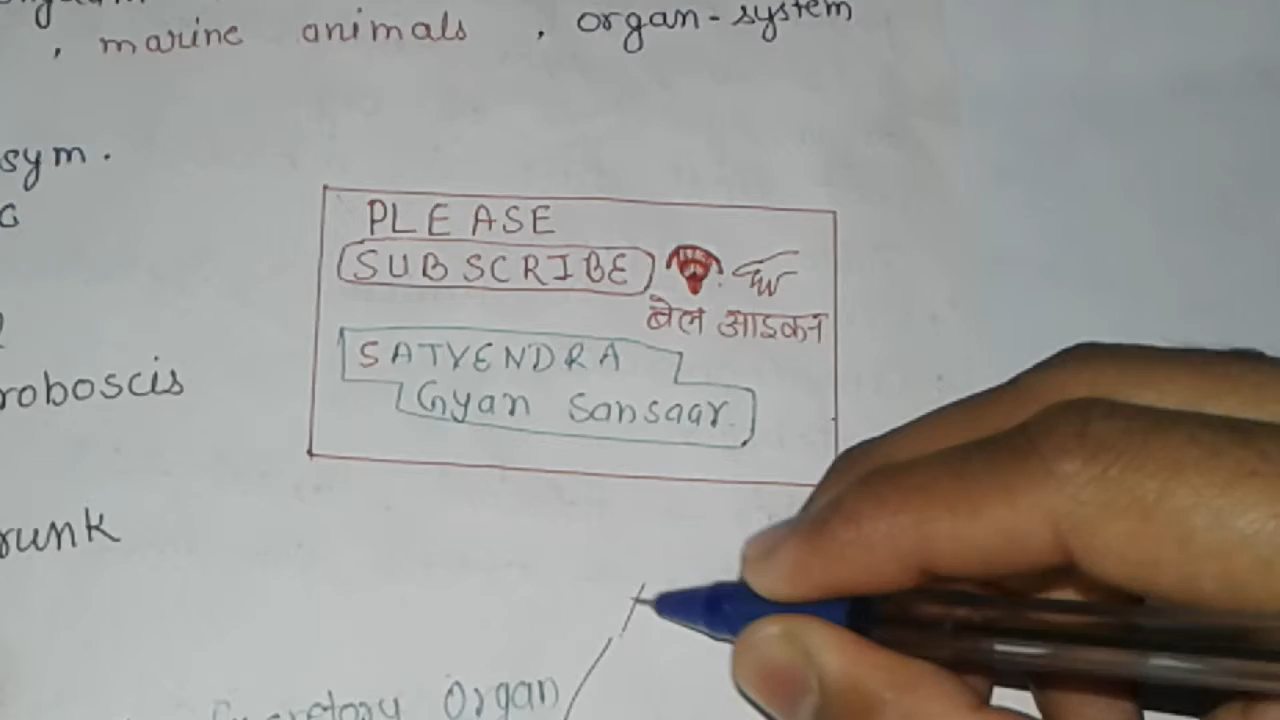 , marine animals , organ-system
sym.
PLEASE
SUBSCRIBE
बेल आइकन
SATYENDRA
Gyan Sansaar.
roboscis
runk
Organ